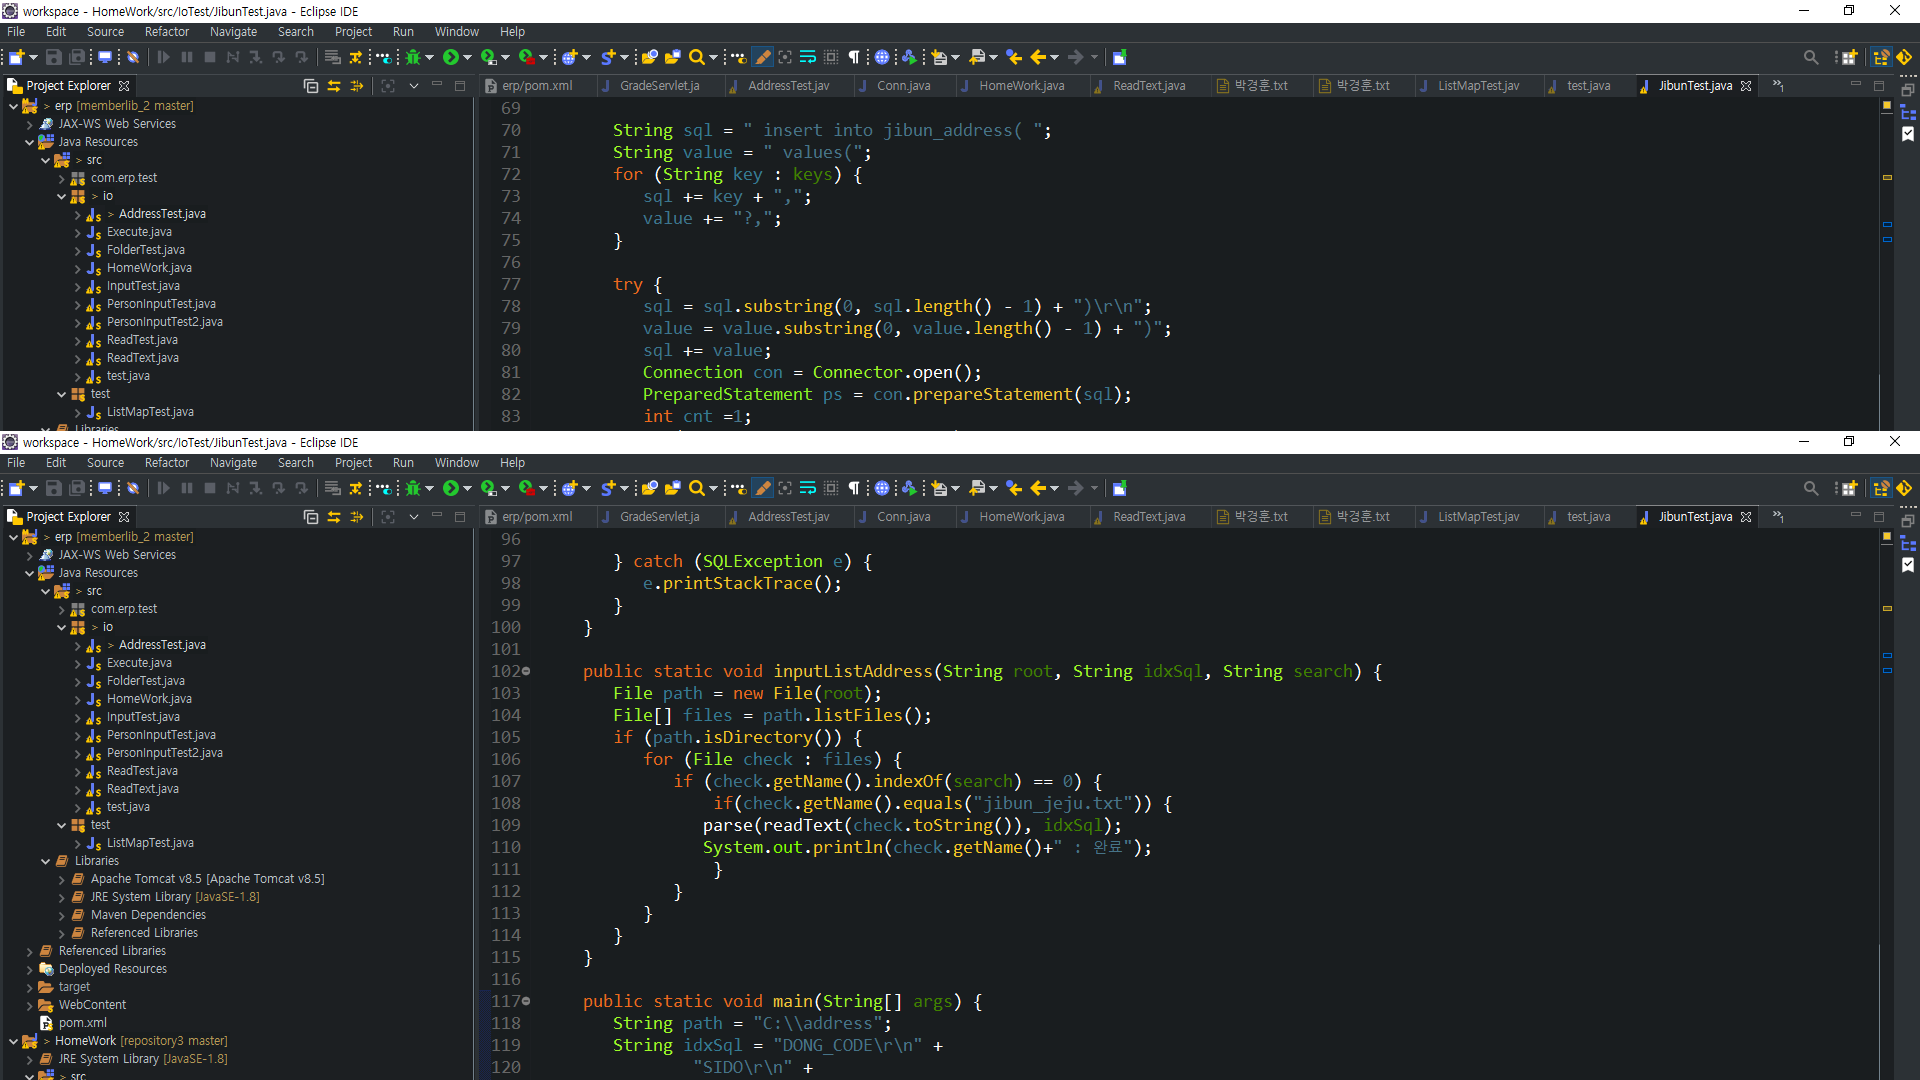 workspace - HomeWork/src/IoTest/JibunTest.java - Eclipse IDE
File Edit Source Refactor Navigate Search Project Run Window Help
Project Explorer
erp/pom.xml GradeServlet.ja AddressTest.jav Conn.java HomeWork.java ReadText.java 박경훈.txt 박경훈.txt ListMapTest.jav test.java JibunTest.java »1
> erp [memberlib_2 master]
JAX-WS Web Services
Java Resources
> src
com.erp.test
> io
> AddressTest.java
Execute.java
FolderTest.java
HomeWork.java
InputTest.java
PersonInputTest.java
PersonInputTest2.java
ReadTest.java
ReadText.java
test.java
test
ListMapTest.java
Libraries
69
70 String sql = " insert into jibun_address( ";
71 String value = " values(";
72 for (String key : keys) {
73 sql += key + ",";
74 value += "?,";
75 }
76
77 try {
78 sql = sql.substring(0, sql.length() - 1) + ")\r\n";
79 value = value.substring(0, value.length() - 1) + ")";
80 sql += value;
81 Connection con = Connector.open();
82 PreparedStatement ps = con.prepareStatement(sql);
83 int cnt =1;
workspace - HomeWork/src/IoTest/JibunTest.java - Eclipse IDE
File Edit Source Refactor Navigate Search Project Run Window Help
Project Explorer
erp/pom.xml GradeServlet.ja AddressTest.jav Conn.java HomeWork.java ReadText.java 박경훈.txt 박경훈.txt ListMapTest.jav test.java JibunTest.java »1
> erp [memberlib_2 master]
JAX-WS Web Services
Java Resources
> src
com.erp.test
> io
> AddressTest.java
Execute.java
FolderTest.java
HomeWork.java
InputTest.java
PersonInputTest.java
PersonInputTest2.java
ReadTest.java
ReadText.java
test.java
test
ListMapTest.java
Libraries
Apache Tomcat v8.5 [Apache Tomcat v8.5]
JRE System Library [JavaSE-1.8]
Maven Dependencies
Referenced Libraries
Referenced Libraries
Deployed Resources
target
WebContent
pom.xml
> HomeWork [repository3 master]
JRE System Library [JavaSE-1.8]
> src
96
97 } catch (SQLException e) {
98 e.printStackTrace();
99 }
100 }
101
102 public static void inputListAddress(String root, String idxSql, String search) {
103 File path = new File(root);
104 File[] files = path.listFiles();
105 if (path.isDirectory()) {
106 for (File check : files) {
107 if (check.getName().indexOf(search) == 0) {
108 if(check.getName().equals("jibun_jeju.txt")) {
109 parse(readText(check.toString()), idxSql);
110 System.out.println(check.getName()+" : 완료");
111 }
112 }
113 }
114 }
115 }
116
117 public static void main(String[] args) {
118 String path = "C:\\address";
119 String idxSql = "DONG_CODE\r\n" +
120 "SIDO\r\n" +